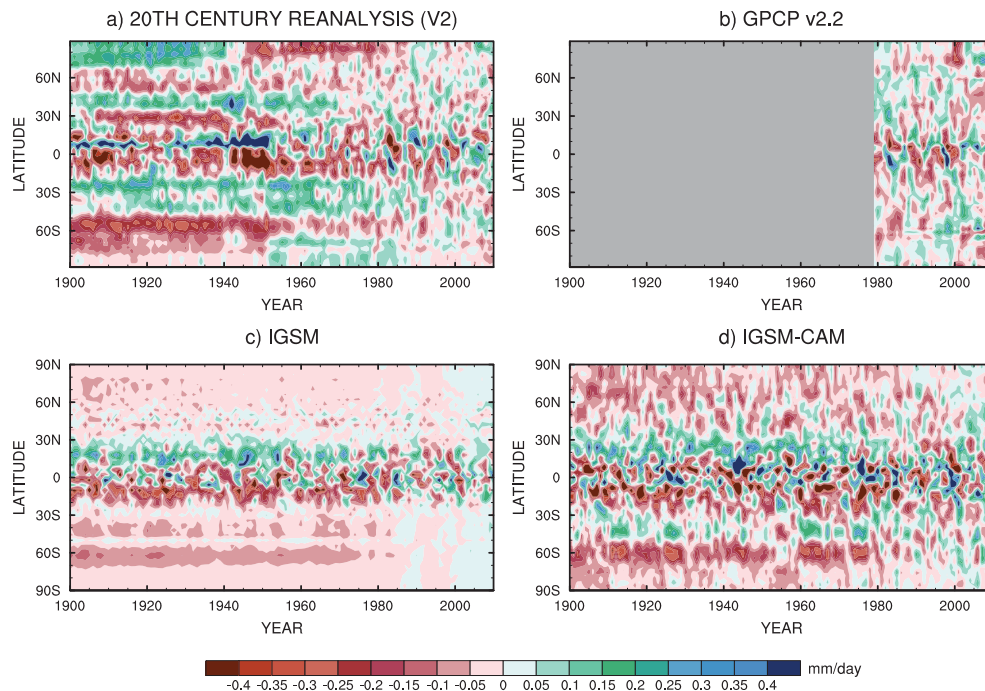 a) 20TH CENTURY REANALYSIS (V2)
60N
30N
0
30S
60S
LATITUDE
1900 1920 1940 1960 1980 2000
YEAR
b) GPCP v2.2
60N
30N
0
30S
60S
LATITUDE
1900 1920 1940 1960 1980 2000
YEAR
c) IGSM
90N
60N
30N
0
30S
60S
90S
LATITUDE
1900 1920 1940 1960 1980 2000
YEAR
d) IGSM-CAM
90N
60N
30N
0
30S
60S
90S
LATITUDE
1900 1920 1940 1960 1980 2000
YEAR
mm/day
-0.4 -0.35 -0.3 -0.25 -0.2 -0.15 -0.1 -0.05 0 0.05 0.1 0.15 0.2 0.25 0.3 0.35 0.4